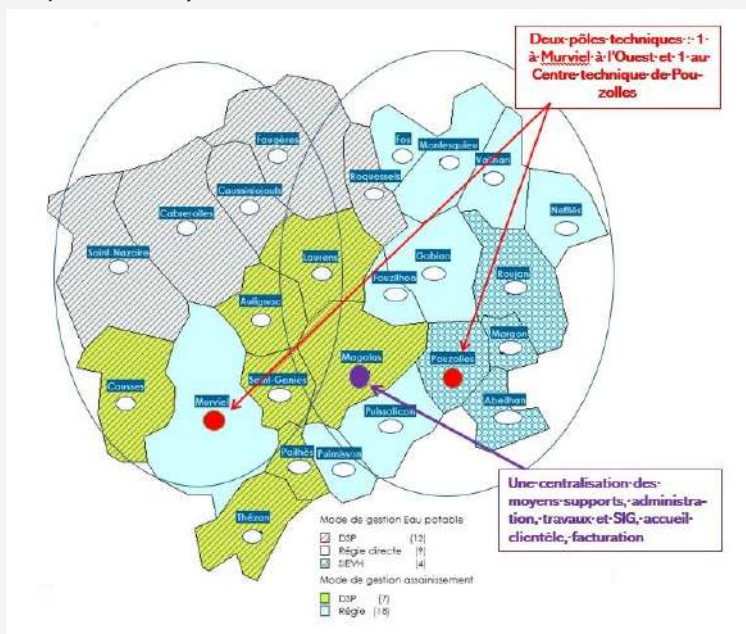 Deux pôles techniques : 1
à Murviel à l'Ouest et 1 au
Centre technique de Pou-
zolles
Faugères
Fos
Montesquieu
Vailhan
Roquessels
Caussiniojouls
Neffiès
Cabrerolles
Saint-Nazaire
Laurens
Gabian
Fouzilhon
Roujan
Autignac
Margon
Magalas
Pouzolles
Causses
Saint-Genies
Murviel
Abeilhan
Puissalicon
Pailhès
Puimisson
Thézan
Une centralisation des
moyens supports, administra-
tion, travaux et SIG, accueil
clientèle, facturation
Mode de gestion Eau potable
DSP (12)
Régie directe (9)
SIEVH (4)
Mode de gestion assainissement
DSP (7)
Régie (18)